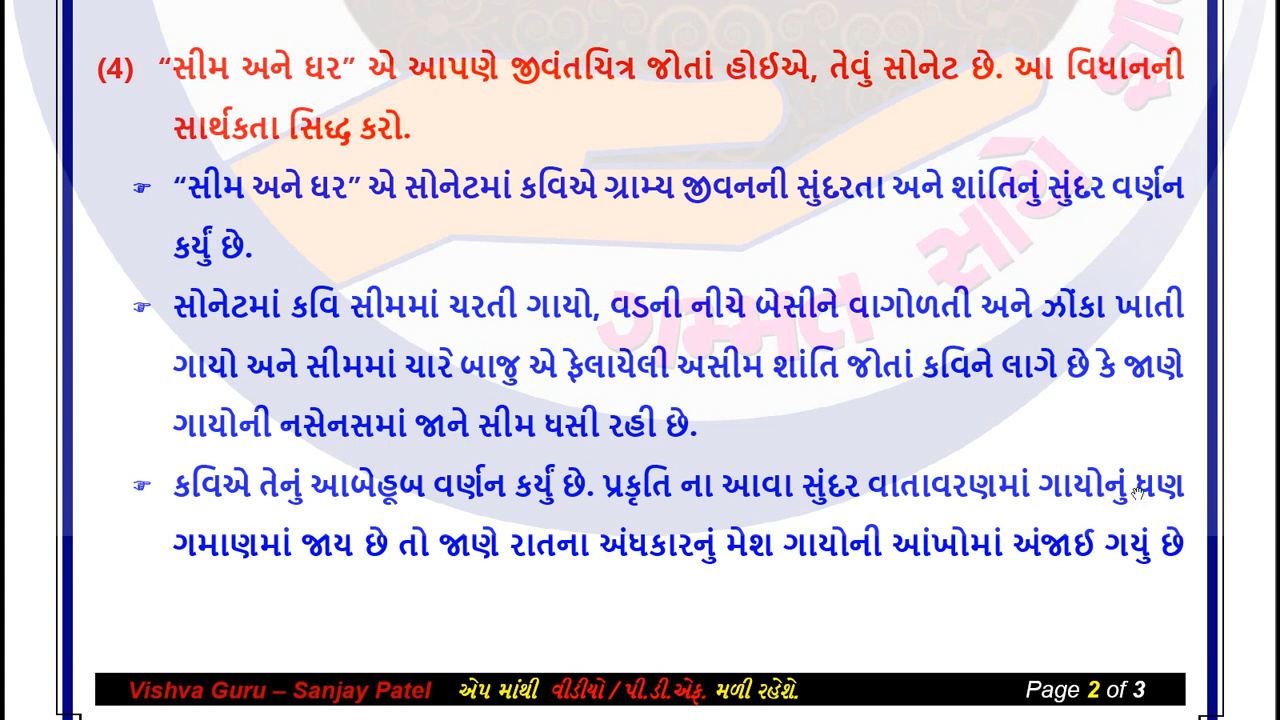 (4) “સીમ અને ઘર” એ આપણે જીવંતચિત્ર જોતાં હોઈએ, તેવું સોનેટ છે. આ વિધાનની
સાર્થકતા સિધ્ધ કરો.
☞ “સીમ અને ઘર” એ સોનેટમાં કવિએ ગ્રામ્ય જીવનની સુંદરતા અને શાંતિનું સુંદર વર્ણન
કર્યું છે.
☞ સોનેટમાં કવિ સીમમાં ચરતી ગાયો, વડની નીચે બેસીને વાગોળતી અને ઝોંકા ખાતી
ગાયો અને સીમમાં ચારે બાજુ એ ફેલાયેલી અસીમ શાંતિ જોતાં કવિને લાગે છે કે જાણે
ગાયોની નસેનસમાં જાને સીમ ધસી રહી છે.
☞ કવિએ તેનું આબેહૂબ વર્ણન કર્યું છે. પ્રકૃતિ ના આવા સુંદર વાતાવરણમાં ગાયોનું ધણ
ગમાણમાં જાય છે તો જાણે રાતના અંધકારનું મેશ ગાયોની આંખોમાં અંજાઈ ગયું છે
ગમ્મત સાથે
Vishva Guru – Sanjay Patel એપ માંથી વીડીયો / પી.ડી.એફ. મળી રહેશે. Page 2 of 3